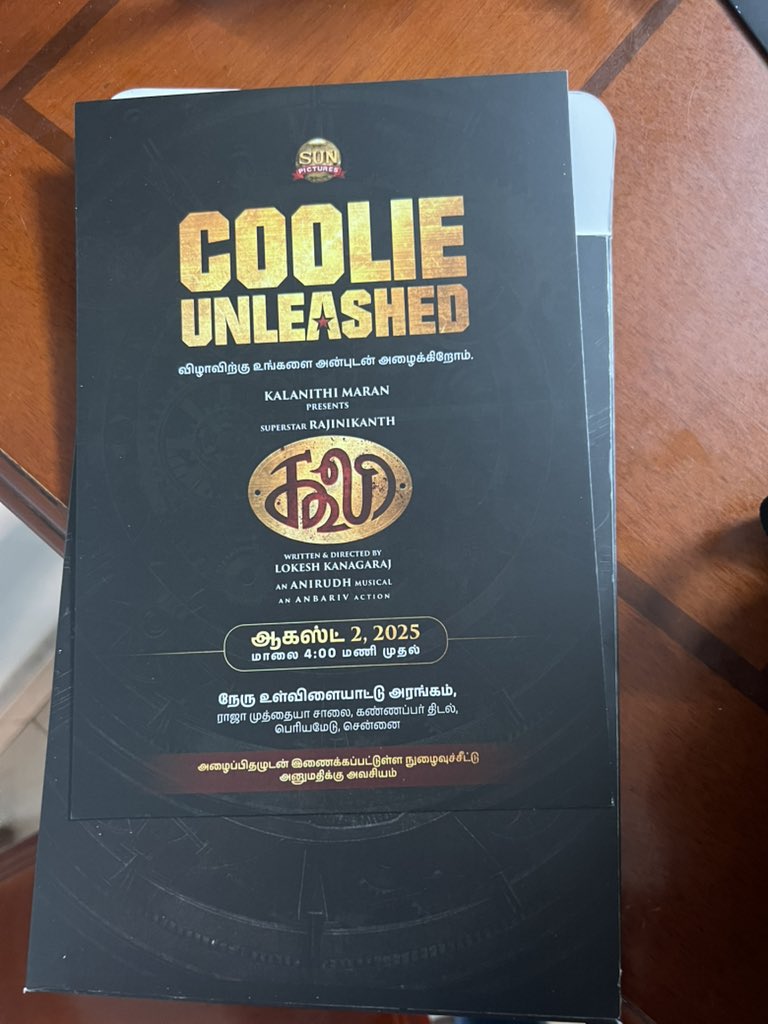 SUN
PICTURES
COOLIE
UNLEASHED
விழாவிற்கு உங்களை அன்புடன் அழைக்கிறோம்.
KALANITHI MARAN
PRESENTS
SUPERSTAR RAJINIKANTH
கூலி
WRITTEN & DIRECTED BY
LOKESH KANAGARAJ
AN ANIRUDH MUSICAL
AN ANBARIV ACTION
ஆகஸ்ட் 2, 2025
மாலை 4:00 மணி முதல்
நேரு உள்விளையாட்டு அரங்கம்,
ராஜா முத்தையா சாலை, கண்ணப்பர் திடல்,
பெரியமேடு, சென்னை
அழைப்பிதழுடன் இணைக்கப்பட்டுள்ள நுழைவுச்சீட்டு
அனுமதிக்கு அவசியம்